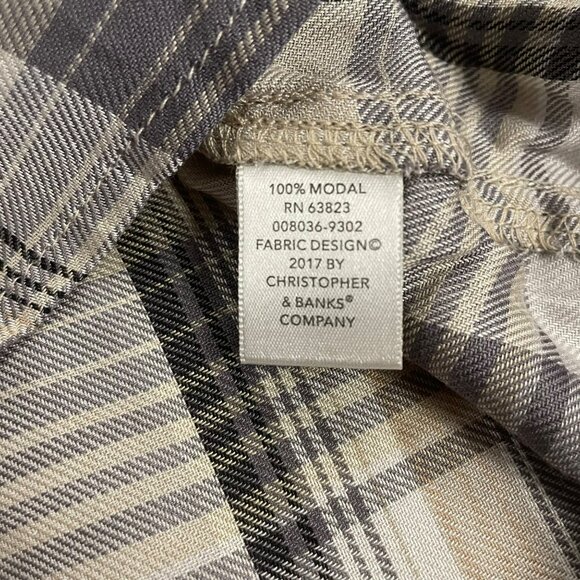 100% MODAL
RN 63823
008036-9302
FABRIC DESIGN©
2017 BY
CHRISTOPHER
& BANKS®
COMPANY